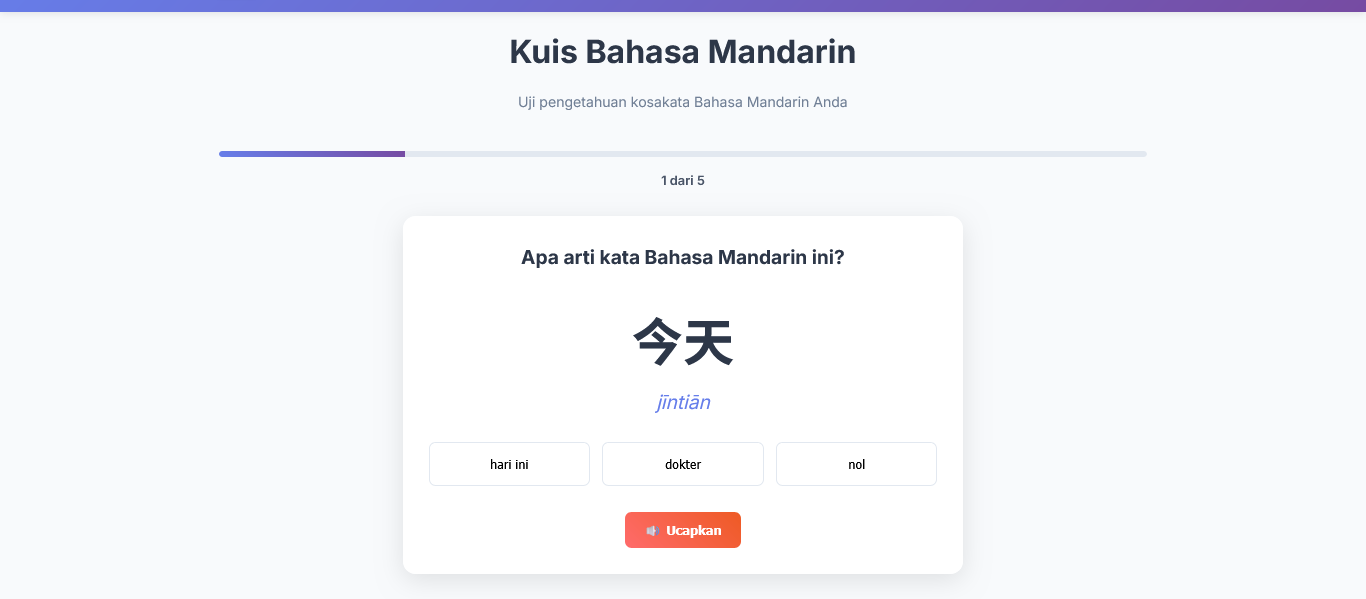 Kuis Bahasa Mandarin
Uji pengetahuan kosakata Bahasa Mandarin Anda
1 dari 5
Apa arti kata Bahasa Mandarin ini?
今天
jīntiān
hari ini
dokter
nol
Ucapkan